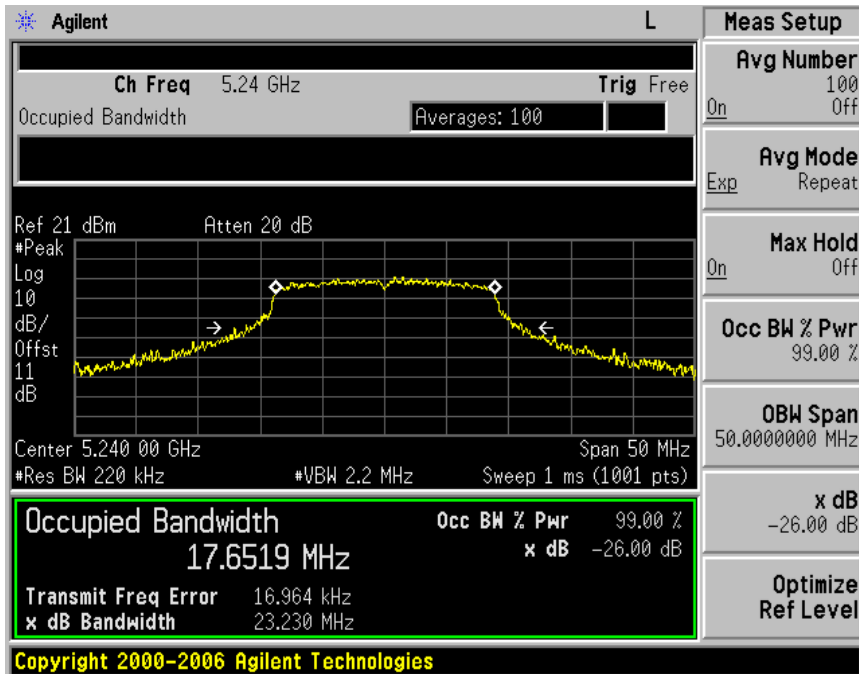 Agilent L Meas Setup
Ch Freq 5.24 GHz Trig Free
Occupied Bandwidth Averages: 100
Ref 21 dBm Atten 20 dB
#Peak
Log
10
dB/
Offst
11
dB
Center 5.240 00 GHz Span 50 MHz
#Res BW 220 kHz #VBW 2.2 MHz Sweep 1 ms (1001 pts)
Occupied Bandwidth
17.6519 MHz
Occ BW % Pwr 99.00 %
x dB -26.00 dB
Transmit Freq Error 16.964 kHz
x dB Bandwidth 23.230 MHz
Avg Number
100
On Off
Avg Mode
Exp Repeat
Max Hold
On Off
Occ BW % Pwr
99.00 %
OBW Span
50.0000000 MHz
x dB
-26.00 dB
Optimize
Ref Level
Copyright 2000-2006 Agilent Technologies